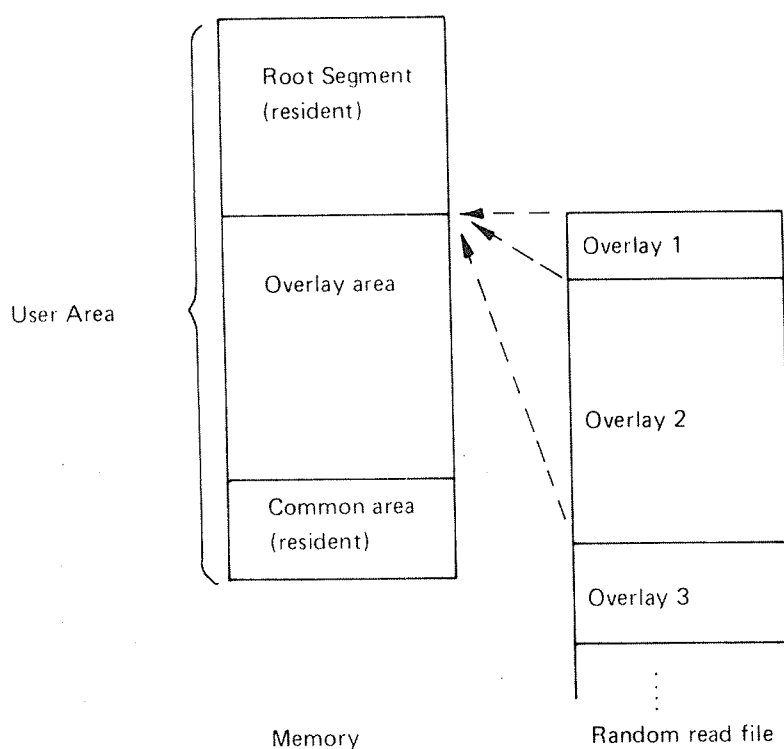 Root Segment
(resident)
Overlay area
User Area
Common area
(resident)
Overlay 1
Overlay 2
Overlay 3
Memory
Random read file